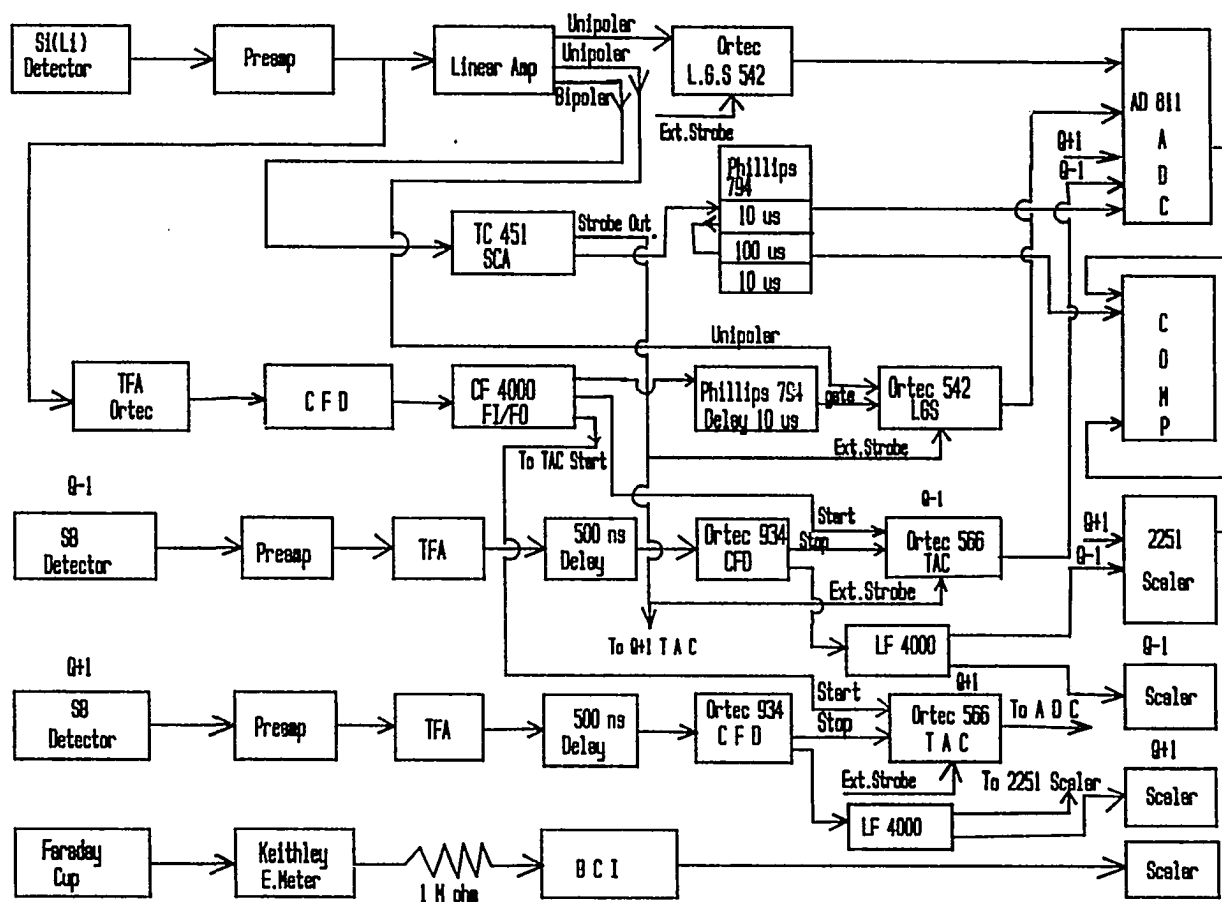 Si(Li)
Detector
Preamp
Linear Amp
Unipolar
Unipolar
Bipolar
Ortec
L.G.S 542
Ext.Strobe
AD 811
A
D
C
Q+1
Q-1
Phillips
794
10 us
100 us
10 us
TC 451
SCA
Strobe Out
C
O
M
P
Unipolar
TFA
Ortec
C F D
CF 4000
FI/FO
Phillips 794
Delay 10 us
gate
Ortec 542
LGS
Ext.Strobe
To TAC Start
Q-1
SB
Detector
Preamp
TFA
500 ns
Delay
Ortec 934
CFD
Start
Stop
Q-1
Ortec 566
TAC
Ext.Strobe
Q+1
Q-1
2251
Scaler
To Q+1 T A C
LF 4000
Q-1
Scaler
Q+1
SB
Detector
Preamp
TFA
500 ns
Delay
Ortec 934
C F D
Start
Stop
Q+1
Ortec 566
T A C
To A D C
Ext.Strobe
To 2251 Scaler
LF 4000
Q+1
Scaler
Faraday
Cup
Keithley
E.Meter
1 M ohm
B C I
Scaler